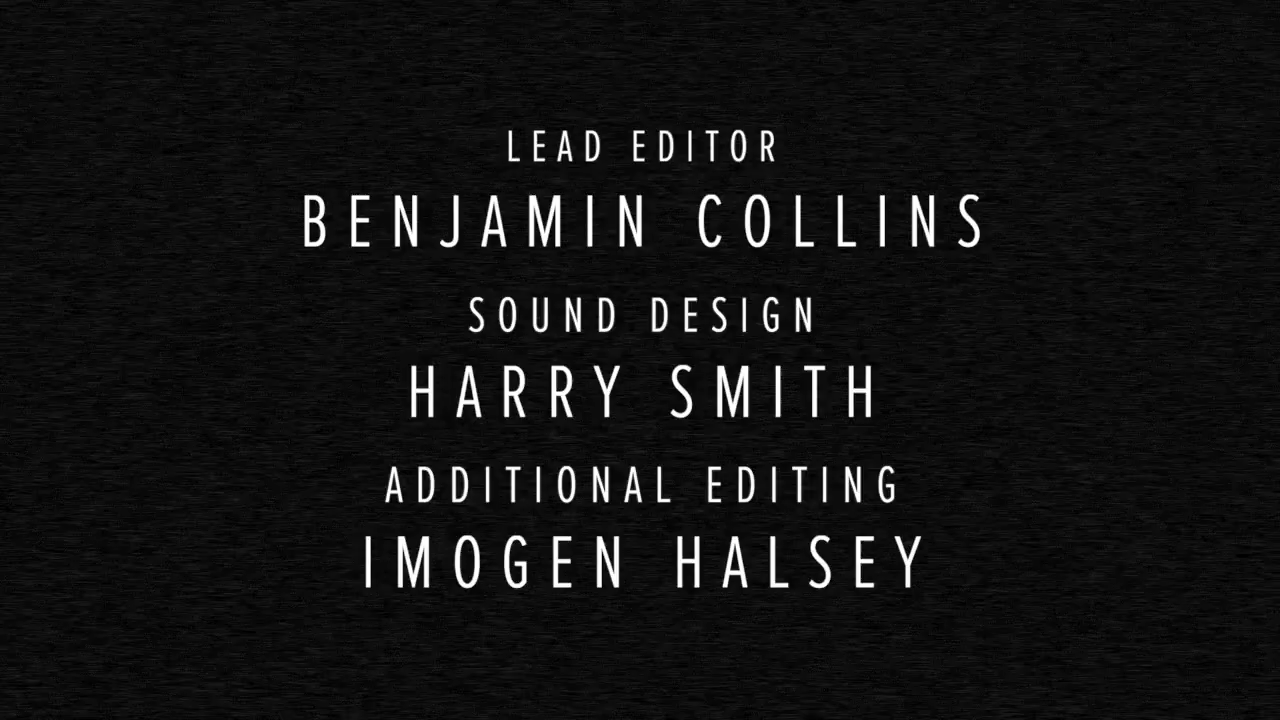 LEAD EDITOR
BENJAMIN COLLINS
SOUND DESIGN
HARRY SMITH
ADDITIONAL EDITING
IMOGEN HALSEY